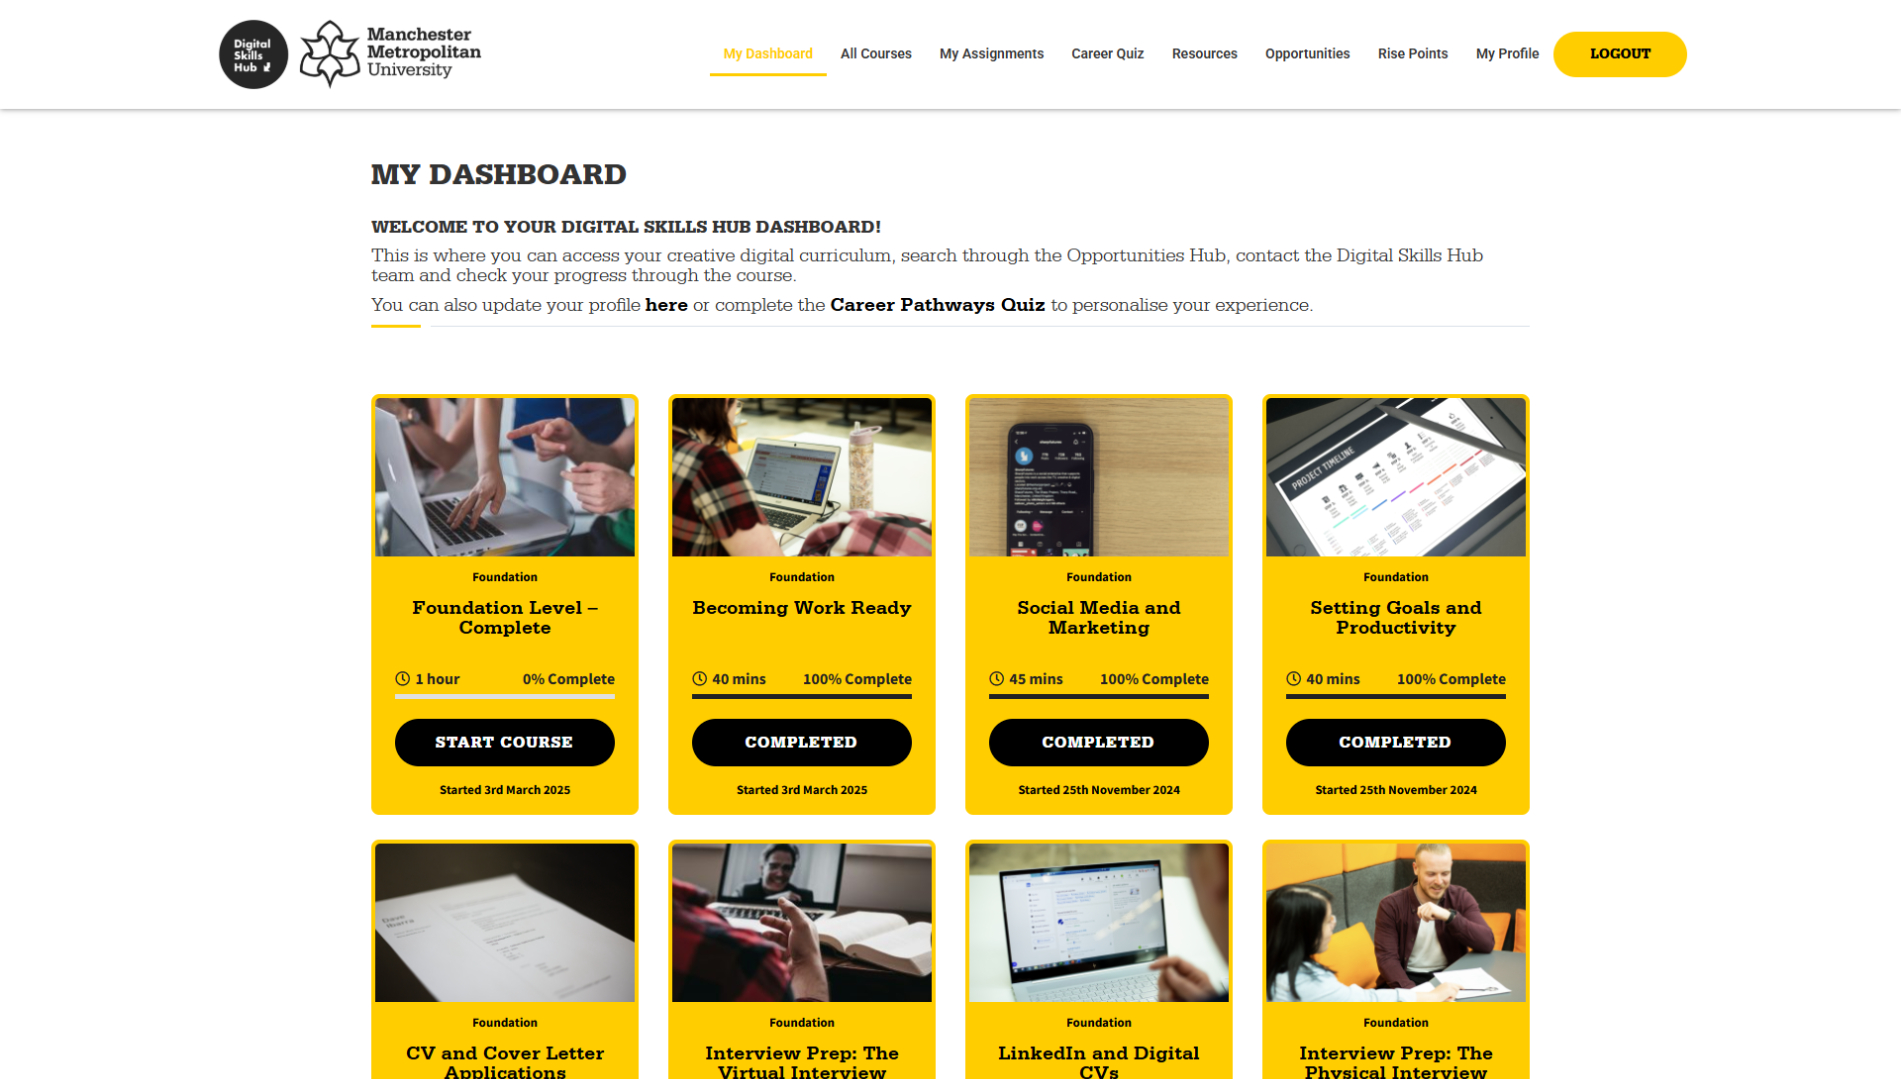 Digital
Skills
Hub
Manchester
Metropolitan
University
My Dashboard
All Courses
My Assignments
Career Quiz
Resources
Opportunities
Rise Points
My Profile
LOGOUT
MY DASHBOARD
WELCOME TO YOUR DIGITAL SKILLS HUB DASHBOARD!
This is where you can access your creative digital curriculum, search through the Opportunities Hub, contact the Digital Skills Hub
team and check your progress through the course.
You can also update your profile here or complete the Career Pathways Quiz to personalise your experience.
PROJECT TIMELINE
Foundation
Foundation Level –
Complete
1 hour
0% Complete
START COURSE
Started 3rd March 2025
Foundation
Becoming Work Ready
40 mins
100% Complete
COMPLETED
Started 3rd March 2025
Foundation
Social Media and
Marketing
45 mins
100% Complete
COMPLETED
Started 25th November 2024
Foundation
Setting Goals and
Productivity
40 mins
100% Complete
COMPLETED
Started 25th November 2024
Foundation
CV and Cover Letter
Applications
Foundation
Interview Prep: The
Virtual Interview
Foundation
LinkedIn and Digital
CVs
Foundation
Interview Prep: The
Physical Interview